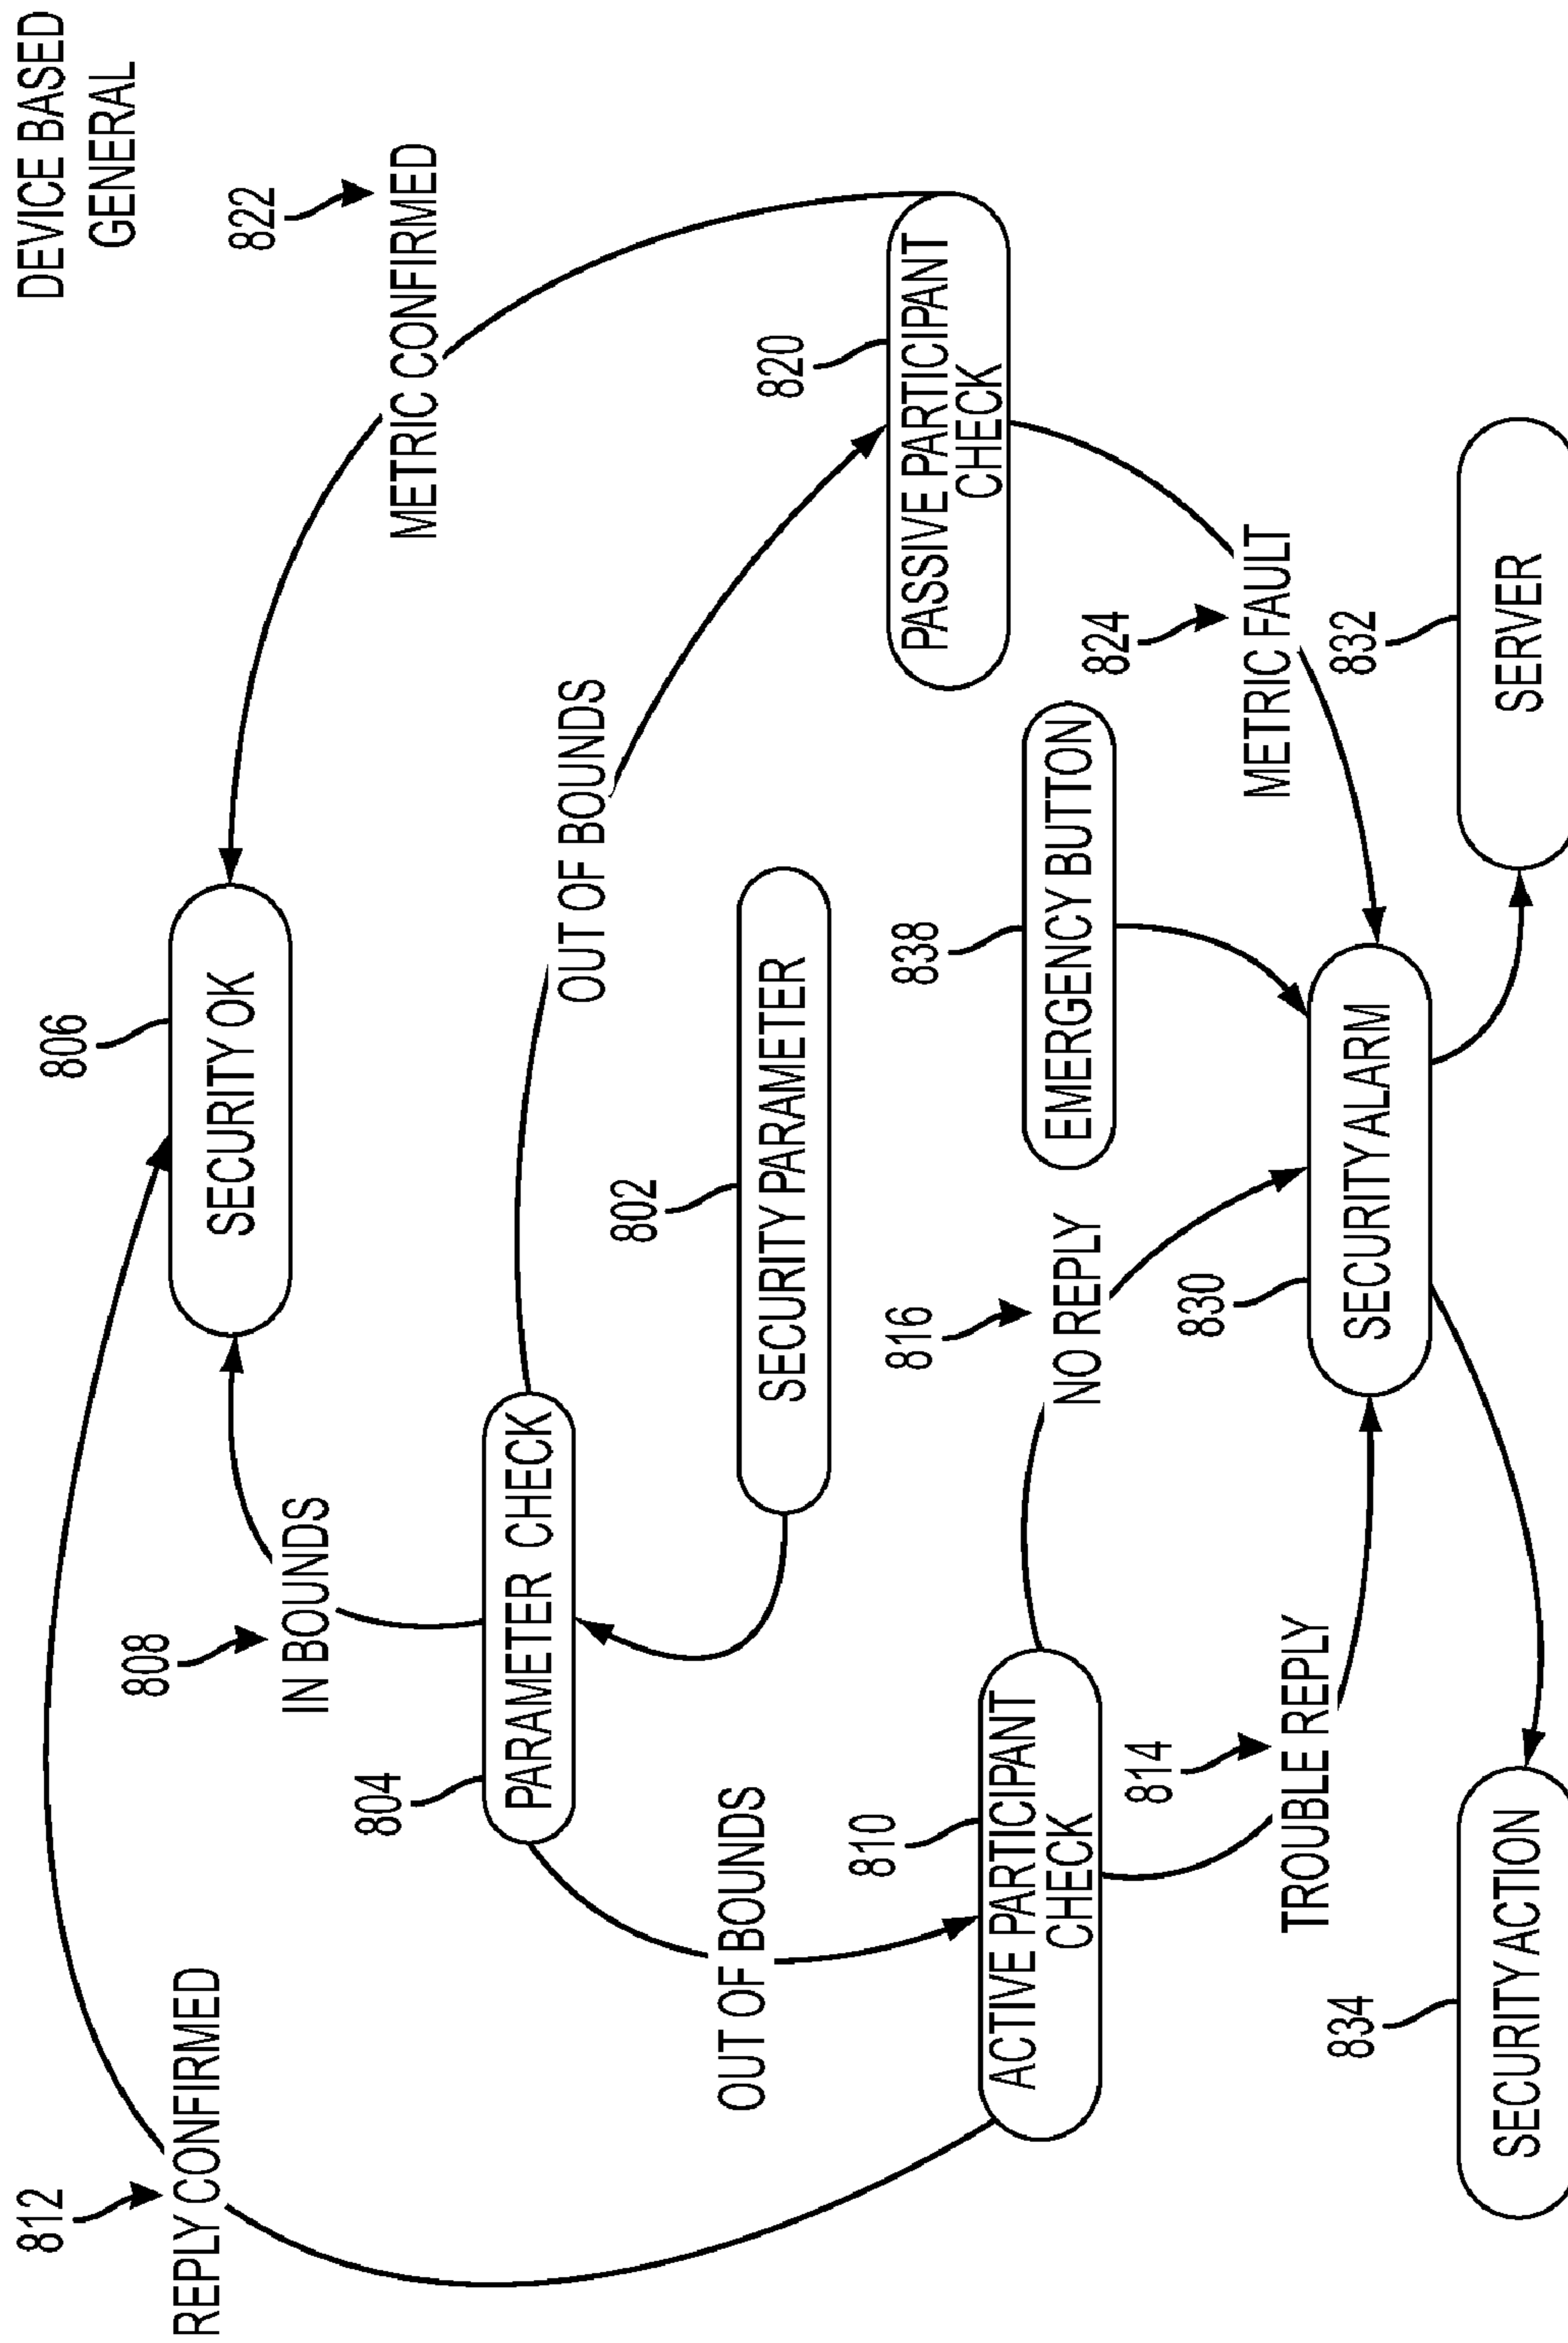 DEVICE BASED
GENERAL
812
REPLY CONFIRMED
808
IN BOUNDS
806
SECURITY OK
822
METRIC CONFIRMED
804
PARAMETER CHECK
OUT OF BOUNDS
802
SECURITY PARAMETER
OUT OF BOUNDS
820
PASSIVE PARTICIPANT
CHECK
810
ACTIVE PARTICIPANT
CHECK
816
NO REPLY
838
EMERGENCY BUTTON
824
METRIC FAULT
814
TROUBLE REPLY
830
SECURITY ALARM
832
SERVER
834
SECURITY ACTION